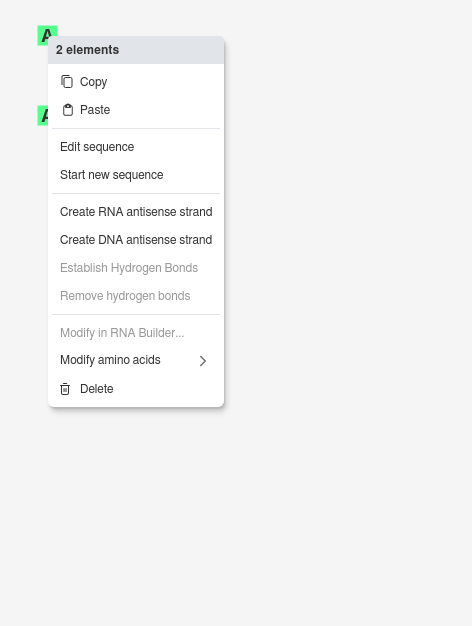 A
2 elements
Copy
Paste
A
Edit sequence
Start new sequence
Create RNA antisense strand
Create DNA antisense strand
Establish Hydrogen Bonds
Remove hydrogen bonds
Modify in RNA Builder...
Modify amino acids
Delete